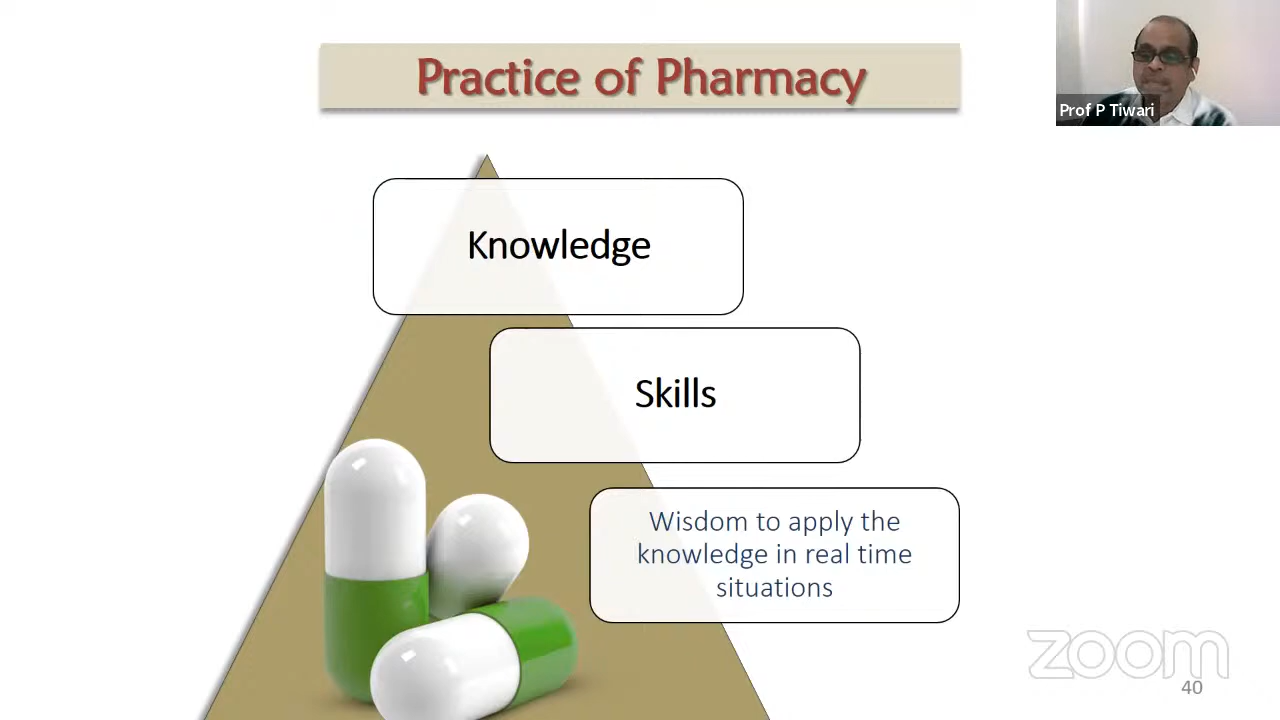 Practice of Pharmacy
Prof P Tiwari
Knowledge
Skills
Wisdom to apply the
knowledge in real time
situations
zoom
40